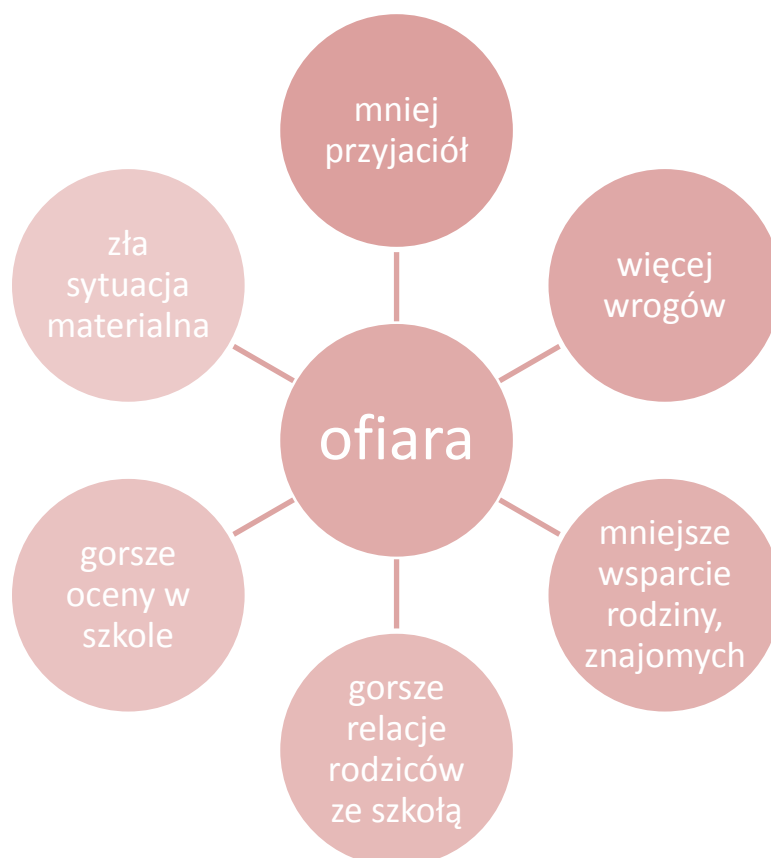 mniej
przyjaciół
więcej
wrogów
mniejsze
wsparcie
rodziny,
znajomych
gorsze
relacje
rodziców
ze szkołą
gorsze
oceny w
szkole
zła
sytuacja
materialna
ofiara